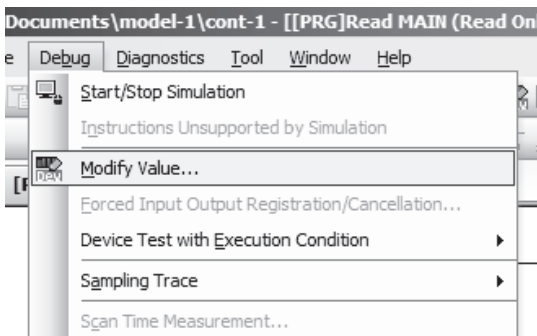 Documents\model-1\cont-1 - [[PRG]Read MAIN (Read On
e Debug Diagnostics Tool Window Help
Start/Stop Simulation
Instructions Unsupported by Simulation
Modify Value...
DEV
Forced Input Output Registration/Cancellation...
Device Test with Execution Condition
Sampling Trace
Scan Time Measurement...